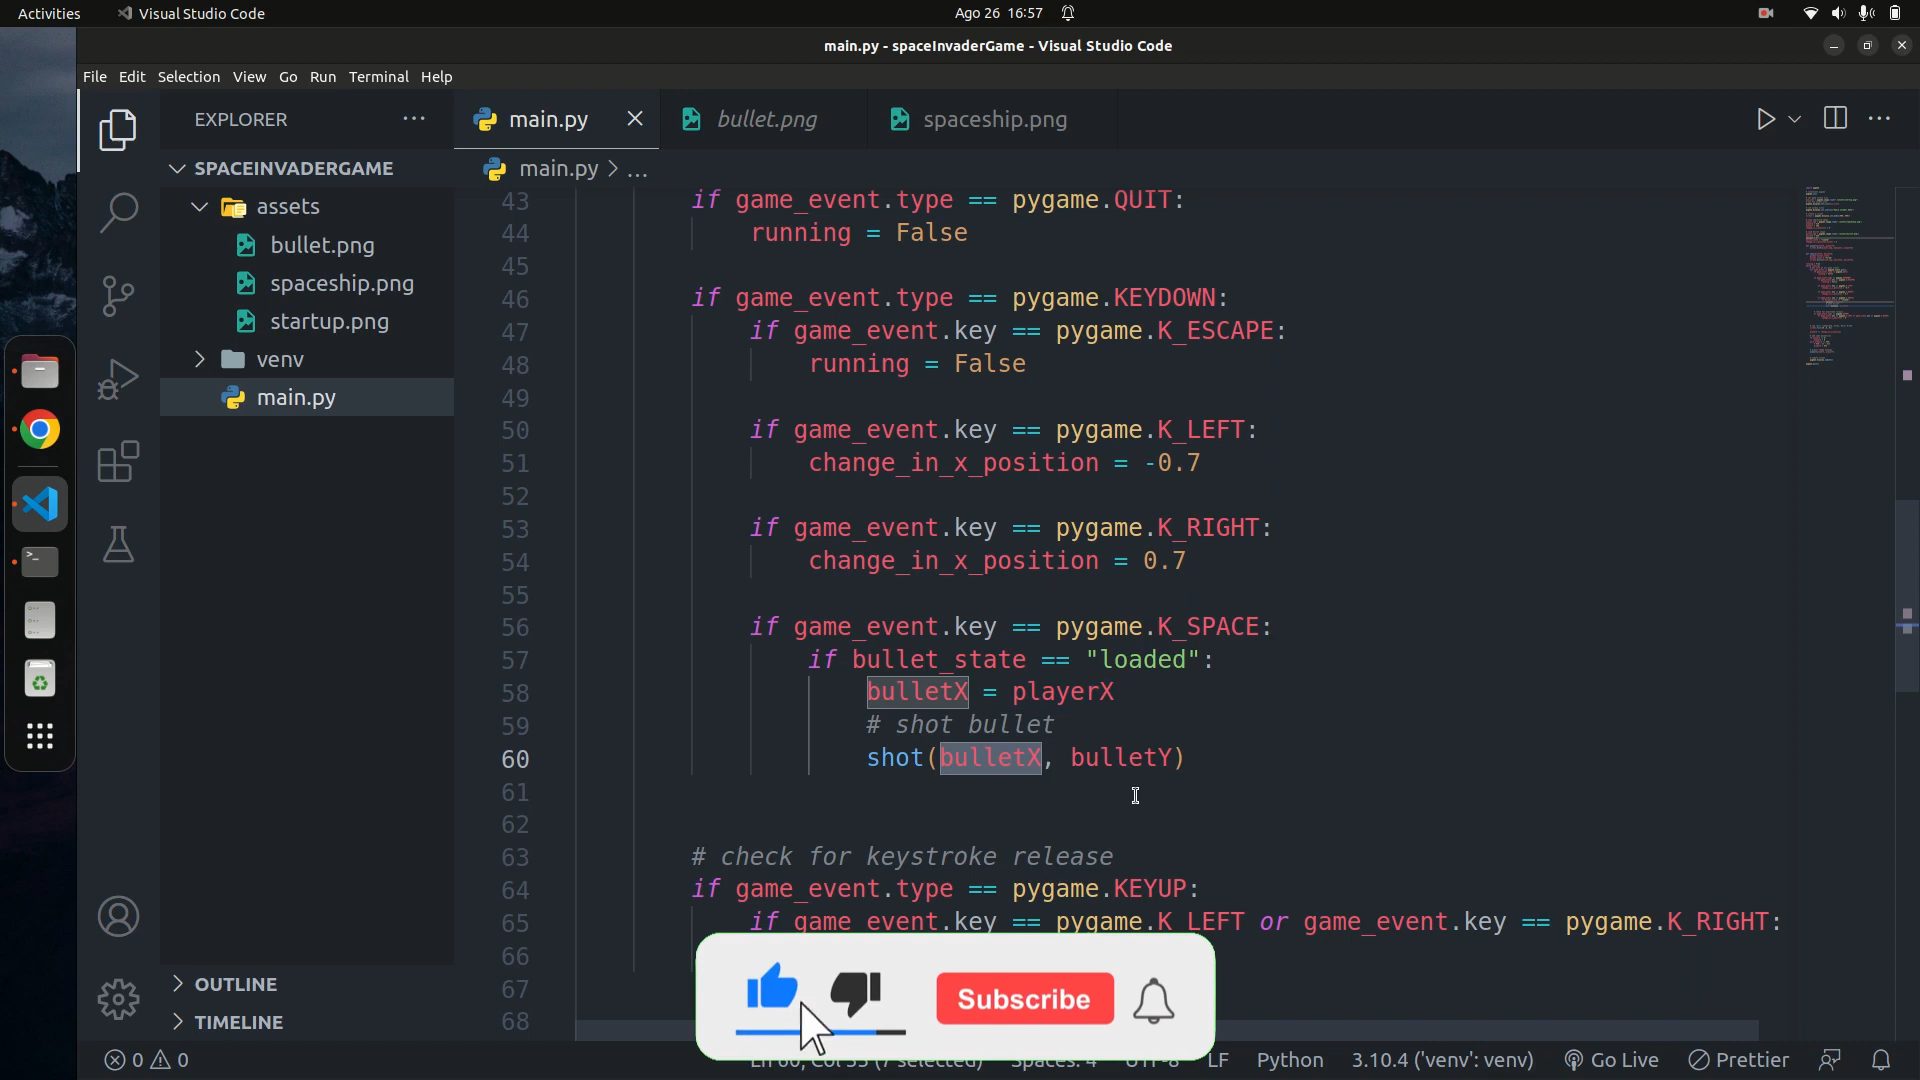 Activities
Visual Studio Code
Ago 26 16:57
main.py - spaceInvaderGame - Visual Studio Code
File Edit Selection View Go Run Terminal Help
EXPLORER
main.py
bullet.png
spaceship.png
SPACEINVADERGAME
main.py > ...
assets
bullet.png
spaceship.png
startup.png
venv
main.py
OUTLINE
TIMELINE
43 if game_event.type == pygame.QUIT:
44 running = False
45
46 if game_event.type == pygame.KEYDOWN:
47 if game_event.key == pygame.K_ESCAPE:
48 running = False
49
50 if game_event.key == pygame.K_LEFT:
51 change_in_x_position = -0.7
52
53 if game_event.key == pygame.K_RIGHT:
54 change_in_x_position = 0.7
55
56 if game_event.key == pygame.K_SPACE:
57 if bullet_state == "loaded":
58 bulletX = playerX
59 # shot bullet
60 shot(bulletX, bulletY)
61
62
63 # check for keystroke release
64 if game_event.type == pygame.KEYUP:
65 if game_event.key == pygame.K_LEFT or game_event.key == pygame.K_RIGHT:
66
67
68
Subscribe
0 0
LF
Python
3.10.4 ('venv': venv)
Go Live
Prettier